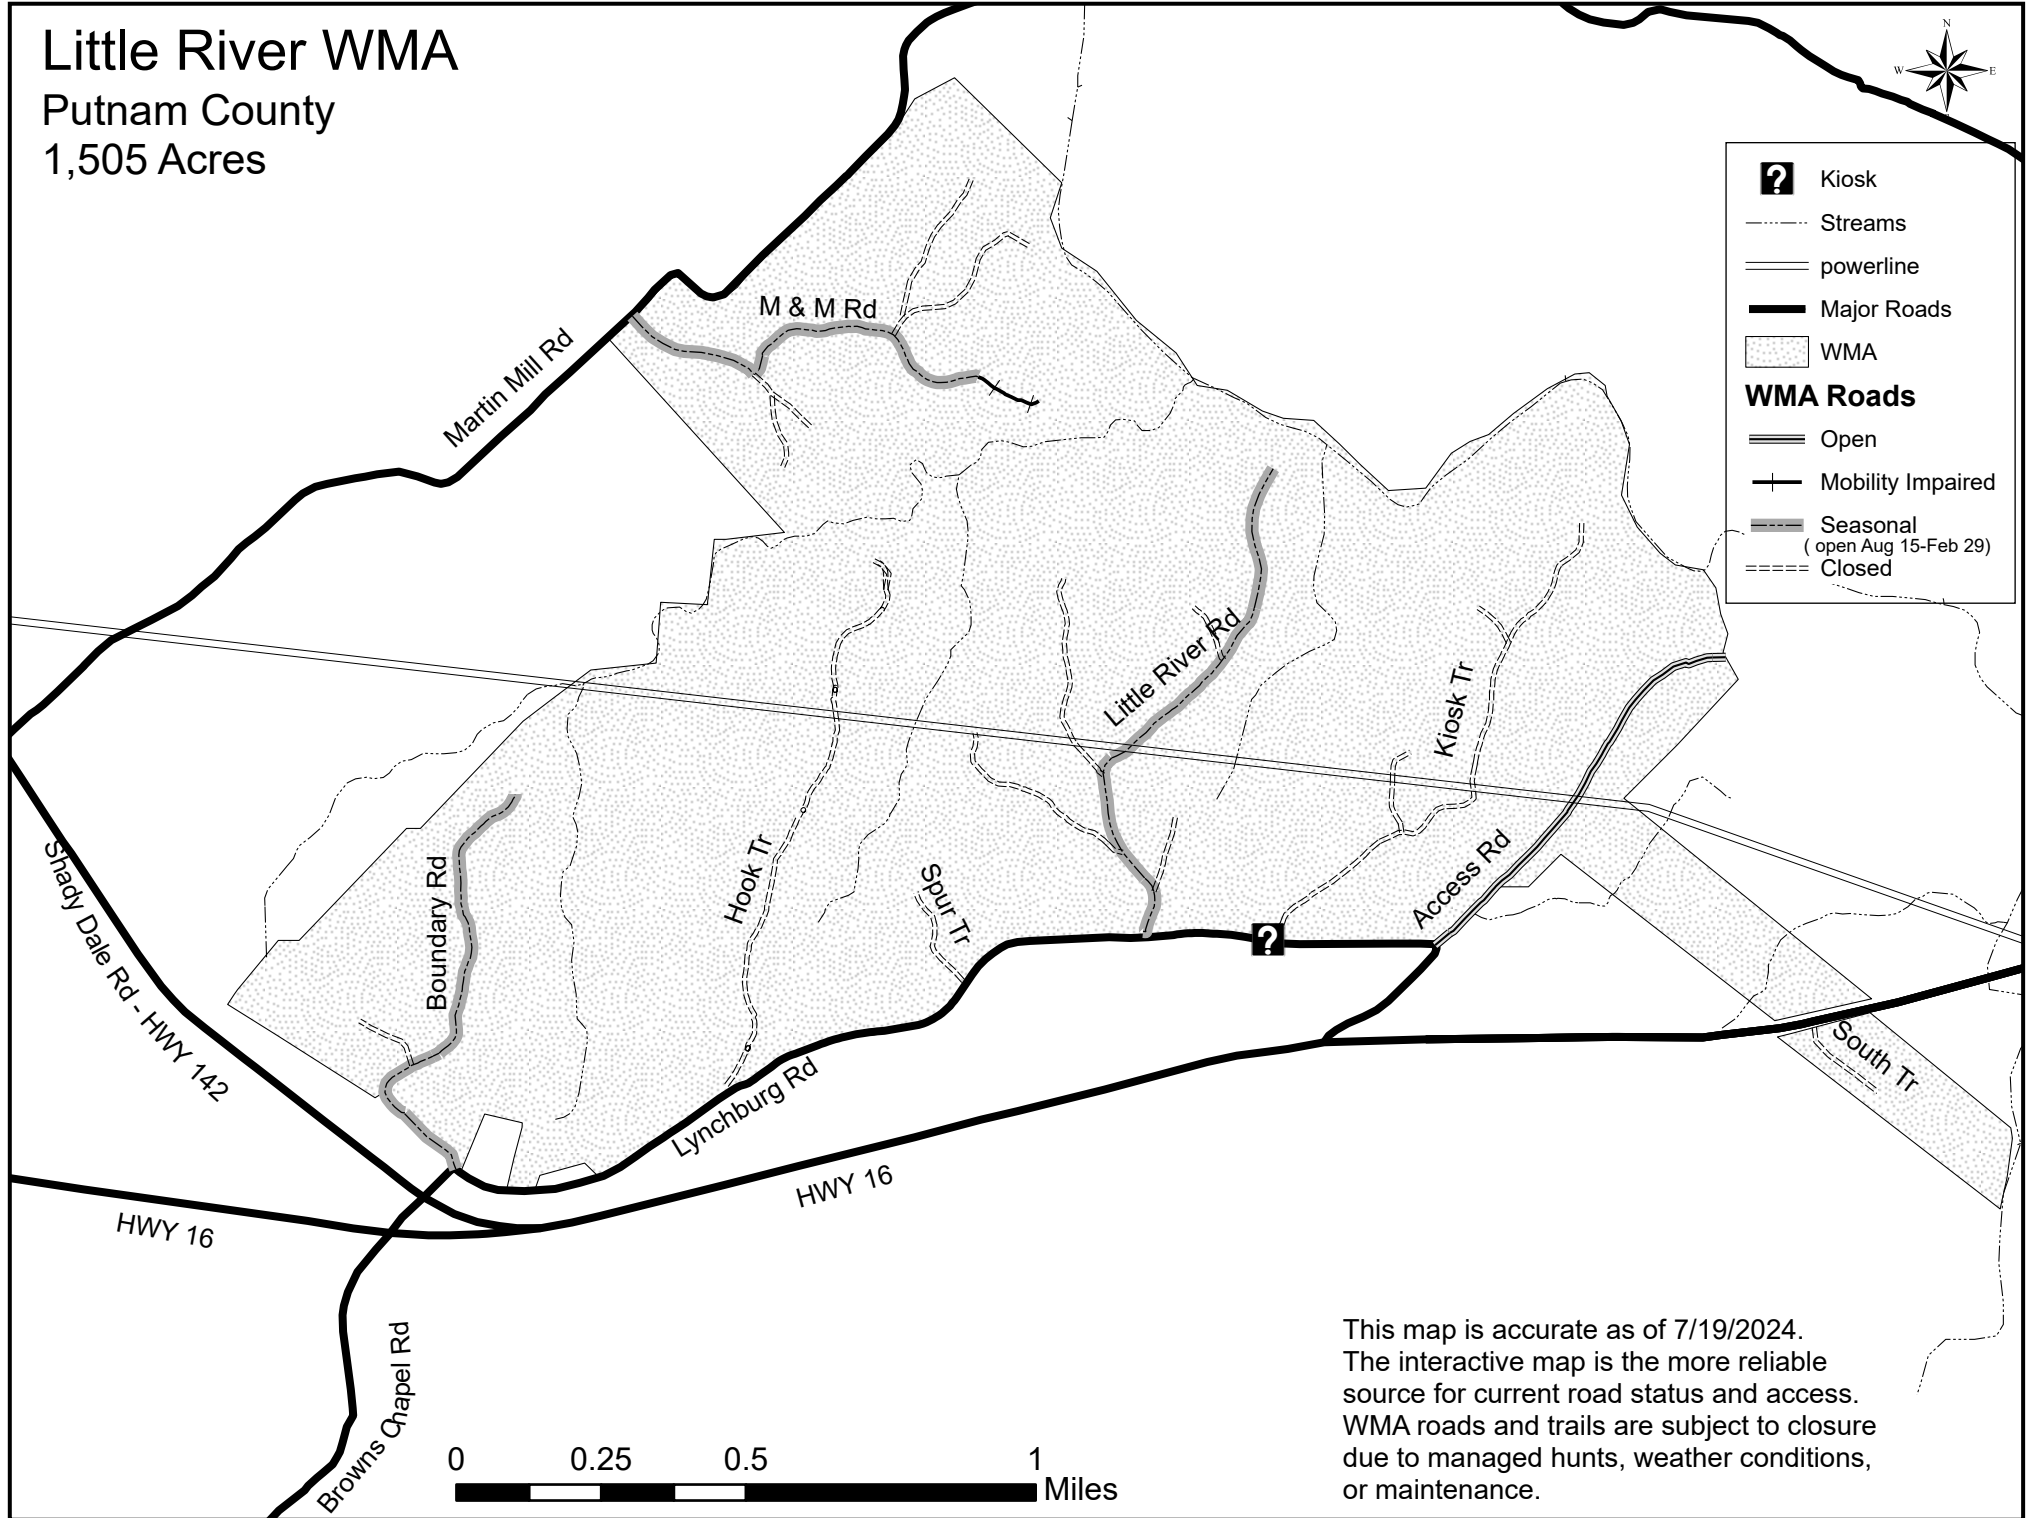 Little River WMA
Putnam County
1,505 Acres
N
W
E
?
Kiosk
Streams
powerline
Major Roads
WMA
WMA Roads
Open
Mobility Impaired
Seasonal
( open Aug 15-Feb 29)
Closed
M & M Rd
Martin Mill Rd
Little River Rd
Kiosk Tr
Access Rd
Hook Tr
Spur Tr
Boundary Rd
Shady Dale Rd - HWY 142
?
South Tr
Lynchburg Rd
HWY 16
HWY 16
Browns Chapel Rd
This map is accurate as of 7/19/2024.
The interactive map is the more reliable
source for current road status and access.
WMA roads and trails are subject to closure
due to managed hunts, weather conditions,
or maintenance.
0 0.25 0.5 1
Miles